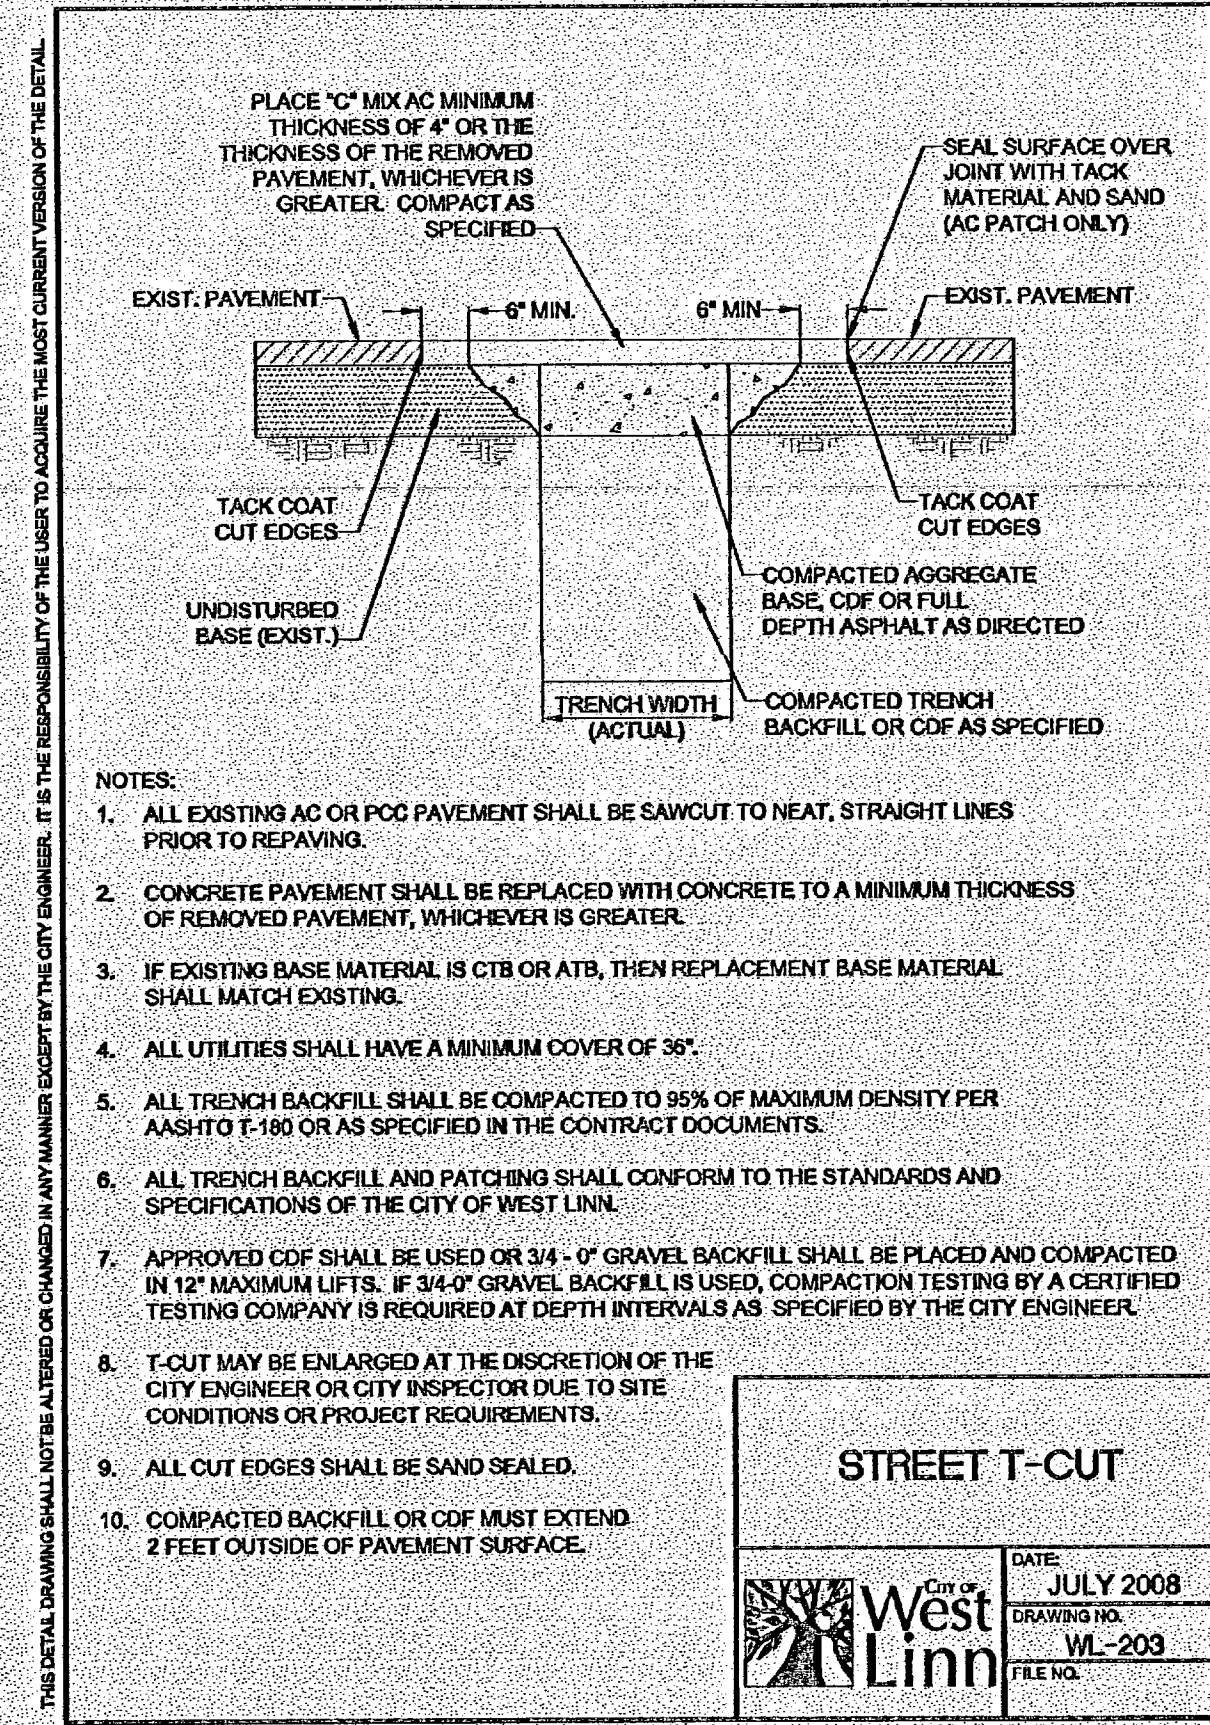 THIS DETAIL DRAWING SHALL NOT BE ALTERED OR CHANGED IN ANY MANNER EXCEPT BY THE CITY ENGINEER. IT IS THE RESPONSIBILITY OF THE USER TO ACQUIRE THE MOST CURRENT VERSION OF THE DETAIL.
PLACE "C" MIX AC MINIMUM
THICKNESS OF 4" OR THE
THICKNESS OF THE REMOVED
PAVEMENT, WHICHEVER IS
GREATER. COMPACT AS
SPECIFIED
SEAL SURFACE OVER
JOINT WITH TACK
MATERIAL AND SAND
(AC PATCH ONLY)
EXIST. PAVEMENT
6" MIN.
6" MIN.
EXIST. PAVEMENT
TACK COAT
CUT EDGES
TACK COAT
CUT EDGES
UNDISTURBED
BASE (EXIST.)
COMPACTED AGGREGATE
BASE, CDF OR FULL
DEPTH ASPHALT AS DIRECTED
TRENCH WIDTH
(ACTUAL)
COMPACTED TRENCH
BACKFILL OR CDF AS SPECIFIED
NOTES:
1. ALL EXISTING AC OR PCC PAVEMENT SHALL BE SAWCUT TO NEAT, STRAIGHT LINES
PRIOR TO REPAVING.
2. CONCRETE PAVEMENT SHALL BE REPLACED WITH CONCRETE TO A MINIMUM THICKNESS
OF REMOVED PAVEMENT, WHICHEVER IS GREATER.
3. IF EXISTING BASE MATERIAL IS CTB OR ATB, THEN REPLACEMENT BASE MATERIAL
SHALL MATCH EXISTING.
4. ALL UTILITIES SHALL HAVE A MINIMUM COVER OF 36".
5. ALL TRENCH BACKFILL SHALL BE COMPACTED TO 95% OF MAXIMUM DENSITY PER
AASHTO T-180 OR AS SPECIFIED IN THE CONTRACT DOCUMENTS.
6. ALL TRENCH BACKFILL AND PATCHING SHALL CONFORM TO THE STANDARDS AND
SPECIFICATIONS OF THE CITY OF WEST LINN.
7. APPROVED CDF SHALL BE USED OR 3/4 - 0" GRAVEL BACKFILL SHALL BE PLACED AND COMPACTED
IN 12" MAXIMUM LIFTS. IF 3/4-0" GRAVEL BACKFILL IS USED, COMPACTION TESTING BY A CERTIFIED
TESTING COMPANY IS REQUIRED AT DEPTH INTERVALS AS SPECIFIED BY THE CITY ENGINEER.
8. T-CUT MAY BE ENLARGED AT THE DISCRETION OF THE
CITY ENGINEER OR CITY INSPECTOR DUE TO SITE
CONDITIONS OR PROJECT REQUIREMENTS.
9. ALL CUT EDGES SHALL BE SAND SEALED.
10. COMPACTED BACKFILL OR CDF MUST EXTEND
2 FEET OUTSIDE OF PAVEMENT SURFACE.
STREET T-CUT
CITY OF
West
Linn
DATE:
JULY 2008
DRAWING NO.
WL-203
FILE NO.